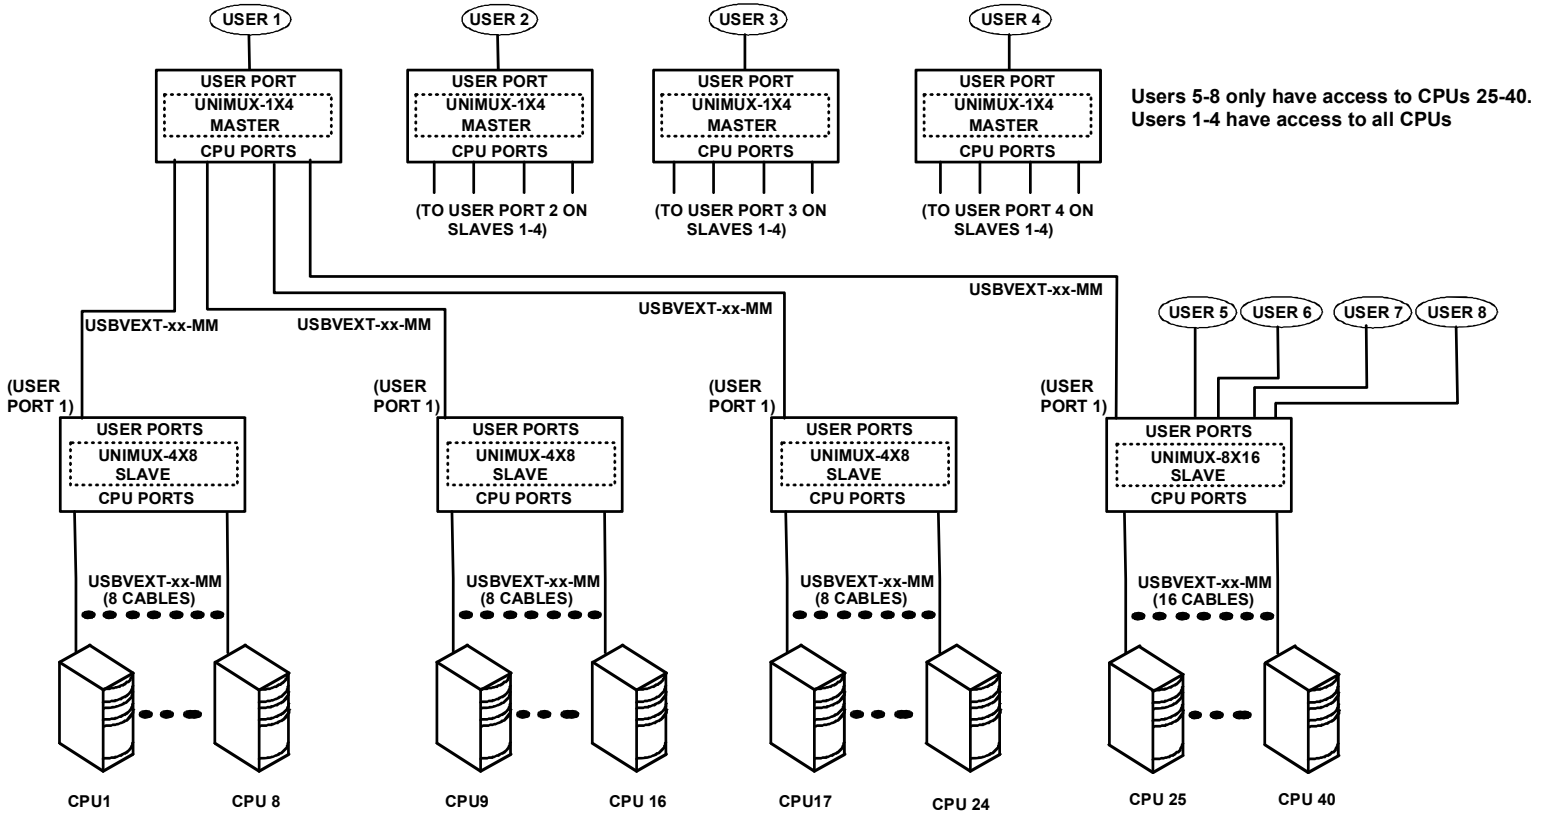 USER 1
USER 2
USER 3
USER 4
USER PORT
UNIMUX-1X4
MASTER
CPU PORTS
USER PORT
UNIMUX-1X4
MASTER
CPU PORTS
USER PORT
UNIMUX-1X4
MASTER
CPU PORTS
USER PORT
UNIMUX-1X4
MASTER
CPU PORTS
Users 5-8 only have access to CPUs 25-40.
Users 1-4 have access to all CPUs
(TO USER PORT 2 ON
SLAVES 1-4)
(TO USER PORT 3 ON
SLAVES 1-4)
(TO USER PORT 4 ON
SLAVES 1-4)
USBVEXT-xx-MM
USBVEXT-xx-MM
USBVEXT-xx-MM
USBVEXT-xx-MM
USER 5
USER 6
USER 7
USER 8
(USER
PORT 1)
(USER
PORT 1)
(USER
PORT 1)
(USER
PORT 1)
USER PORTS
UNIMUX-4X8
SLAVE
CPU PORTS
USER PORTS
UNIMUX-4X8
SLAVE
CPU PORTS
USER PORTS
UNIMUX-4X8
SLAVE
CPU PORTS
USER PORTS
UNIMUX-8X16
SLAVE
CPU PORTS
USBVEXT-xx-MM
(8 CABLES)
USBVEXT-xx-MM
(8 CABLES)
USBVEXT-xx-MM
(8 CABLES)
USBVEXT-xx-MM
(16 CABLES)
CPU1
CPU 8
CPU9
CPU 16
CPU17
CPU 24
CPU 25
CPU 40